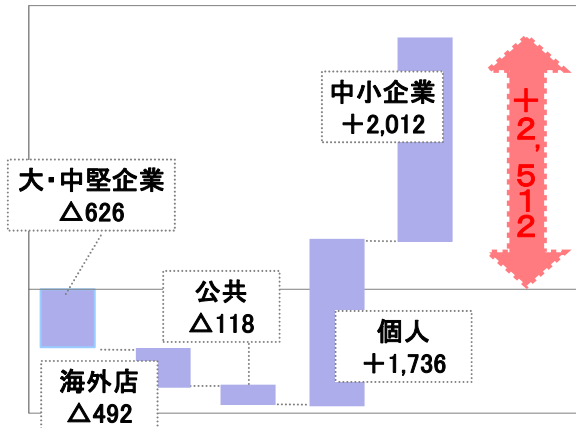 中小企業
＋2,012
大・中堅企業
△626
公共
△118
個人
＋1,736
海外店
△492
＋2,512